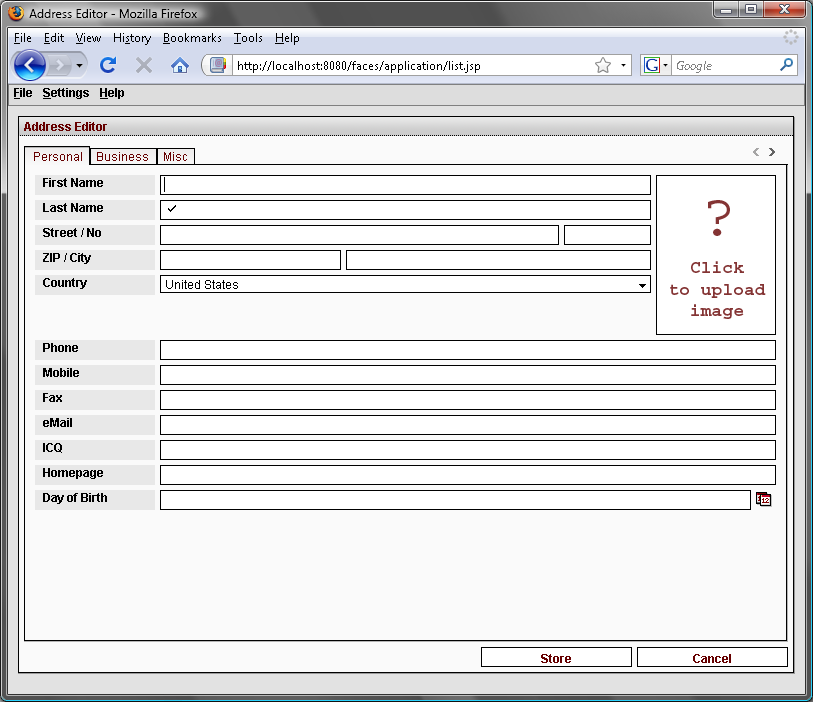 Address Editor - Mozilla Firefox
File Edit View History Bookmarks Tools Help
http://localhost:8080/faces/application/list.jsp
G Google
File Settings Help
Address Editor
Personal Business Misc
First Name
Last Name
Street / No
ZIP / City
Country United States
?
Click
to upload
image
Phone
Mobile
Fax
eMail
ICQ
Homepage
Day of Birth 12
Store Cancel